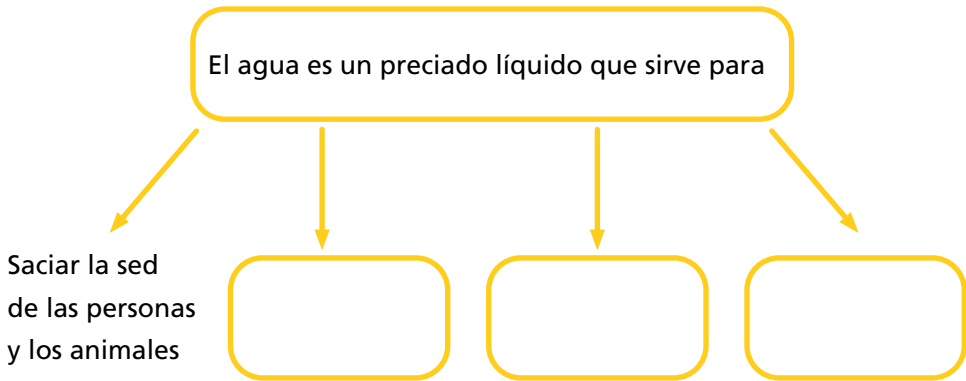 El agua es un preciado líquido que sirve para
Saciar la sed
de las personas
y los animales